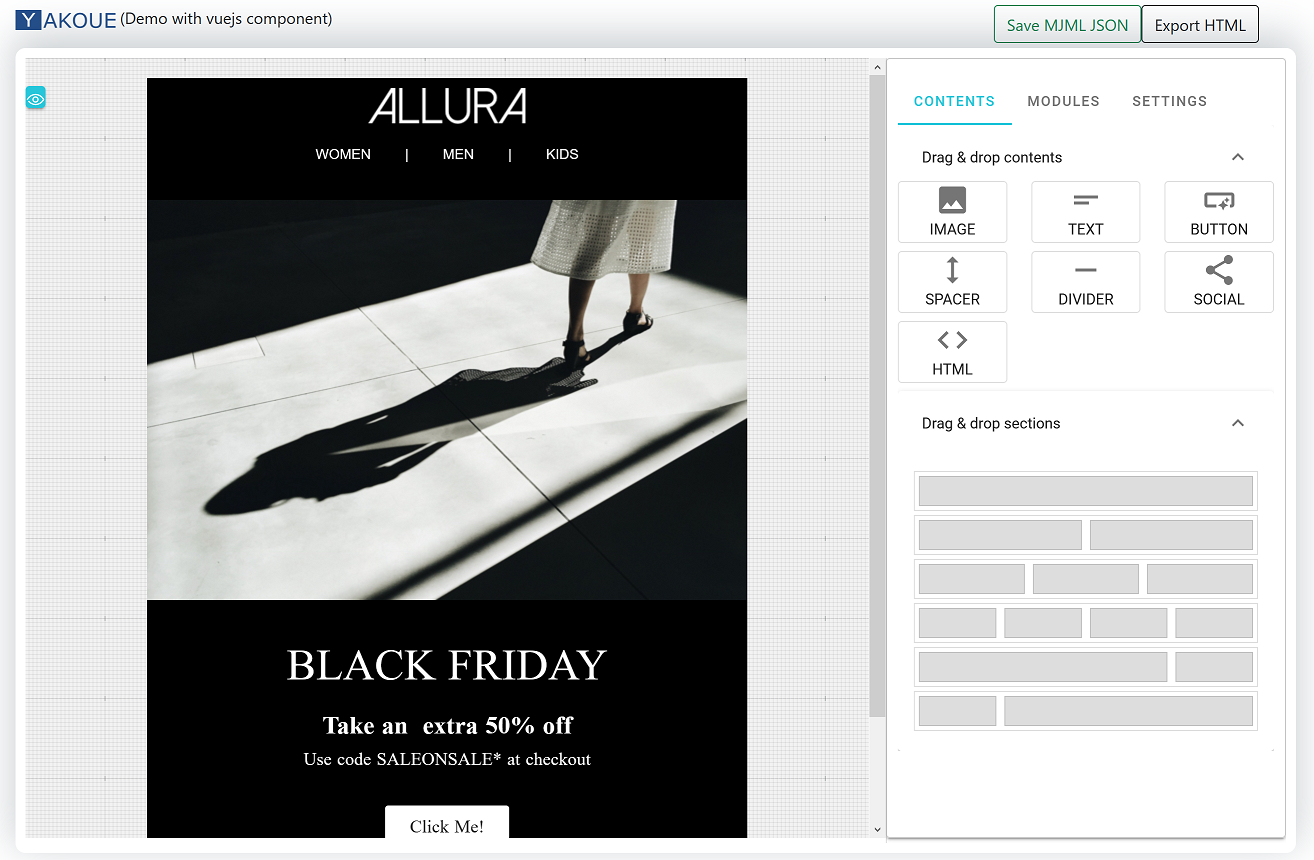 YAKOUE (Demo with vuejs component)
Save MJML JSON
Export HTML
ALLURA
WOMEN | MEN | KIDS
BLACK FRIDAY
Take an  extra 50% off
Use code SALEONSALE* at checkout
Click Me!
CONTENTS MODULES SETTINGS
Drag & drop contents
IMAGE TEXT BUTTON
SPACER DIVIDER SOCIAL
HTML
Drag & drop sections